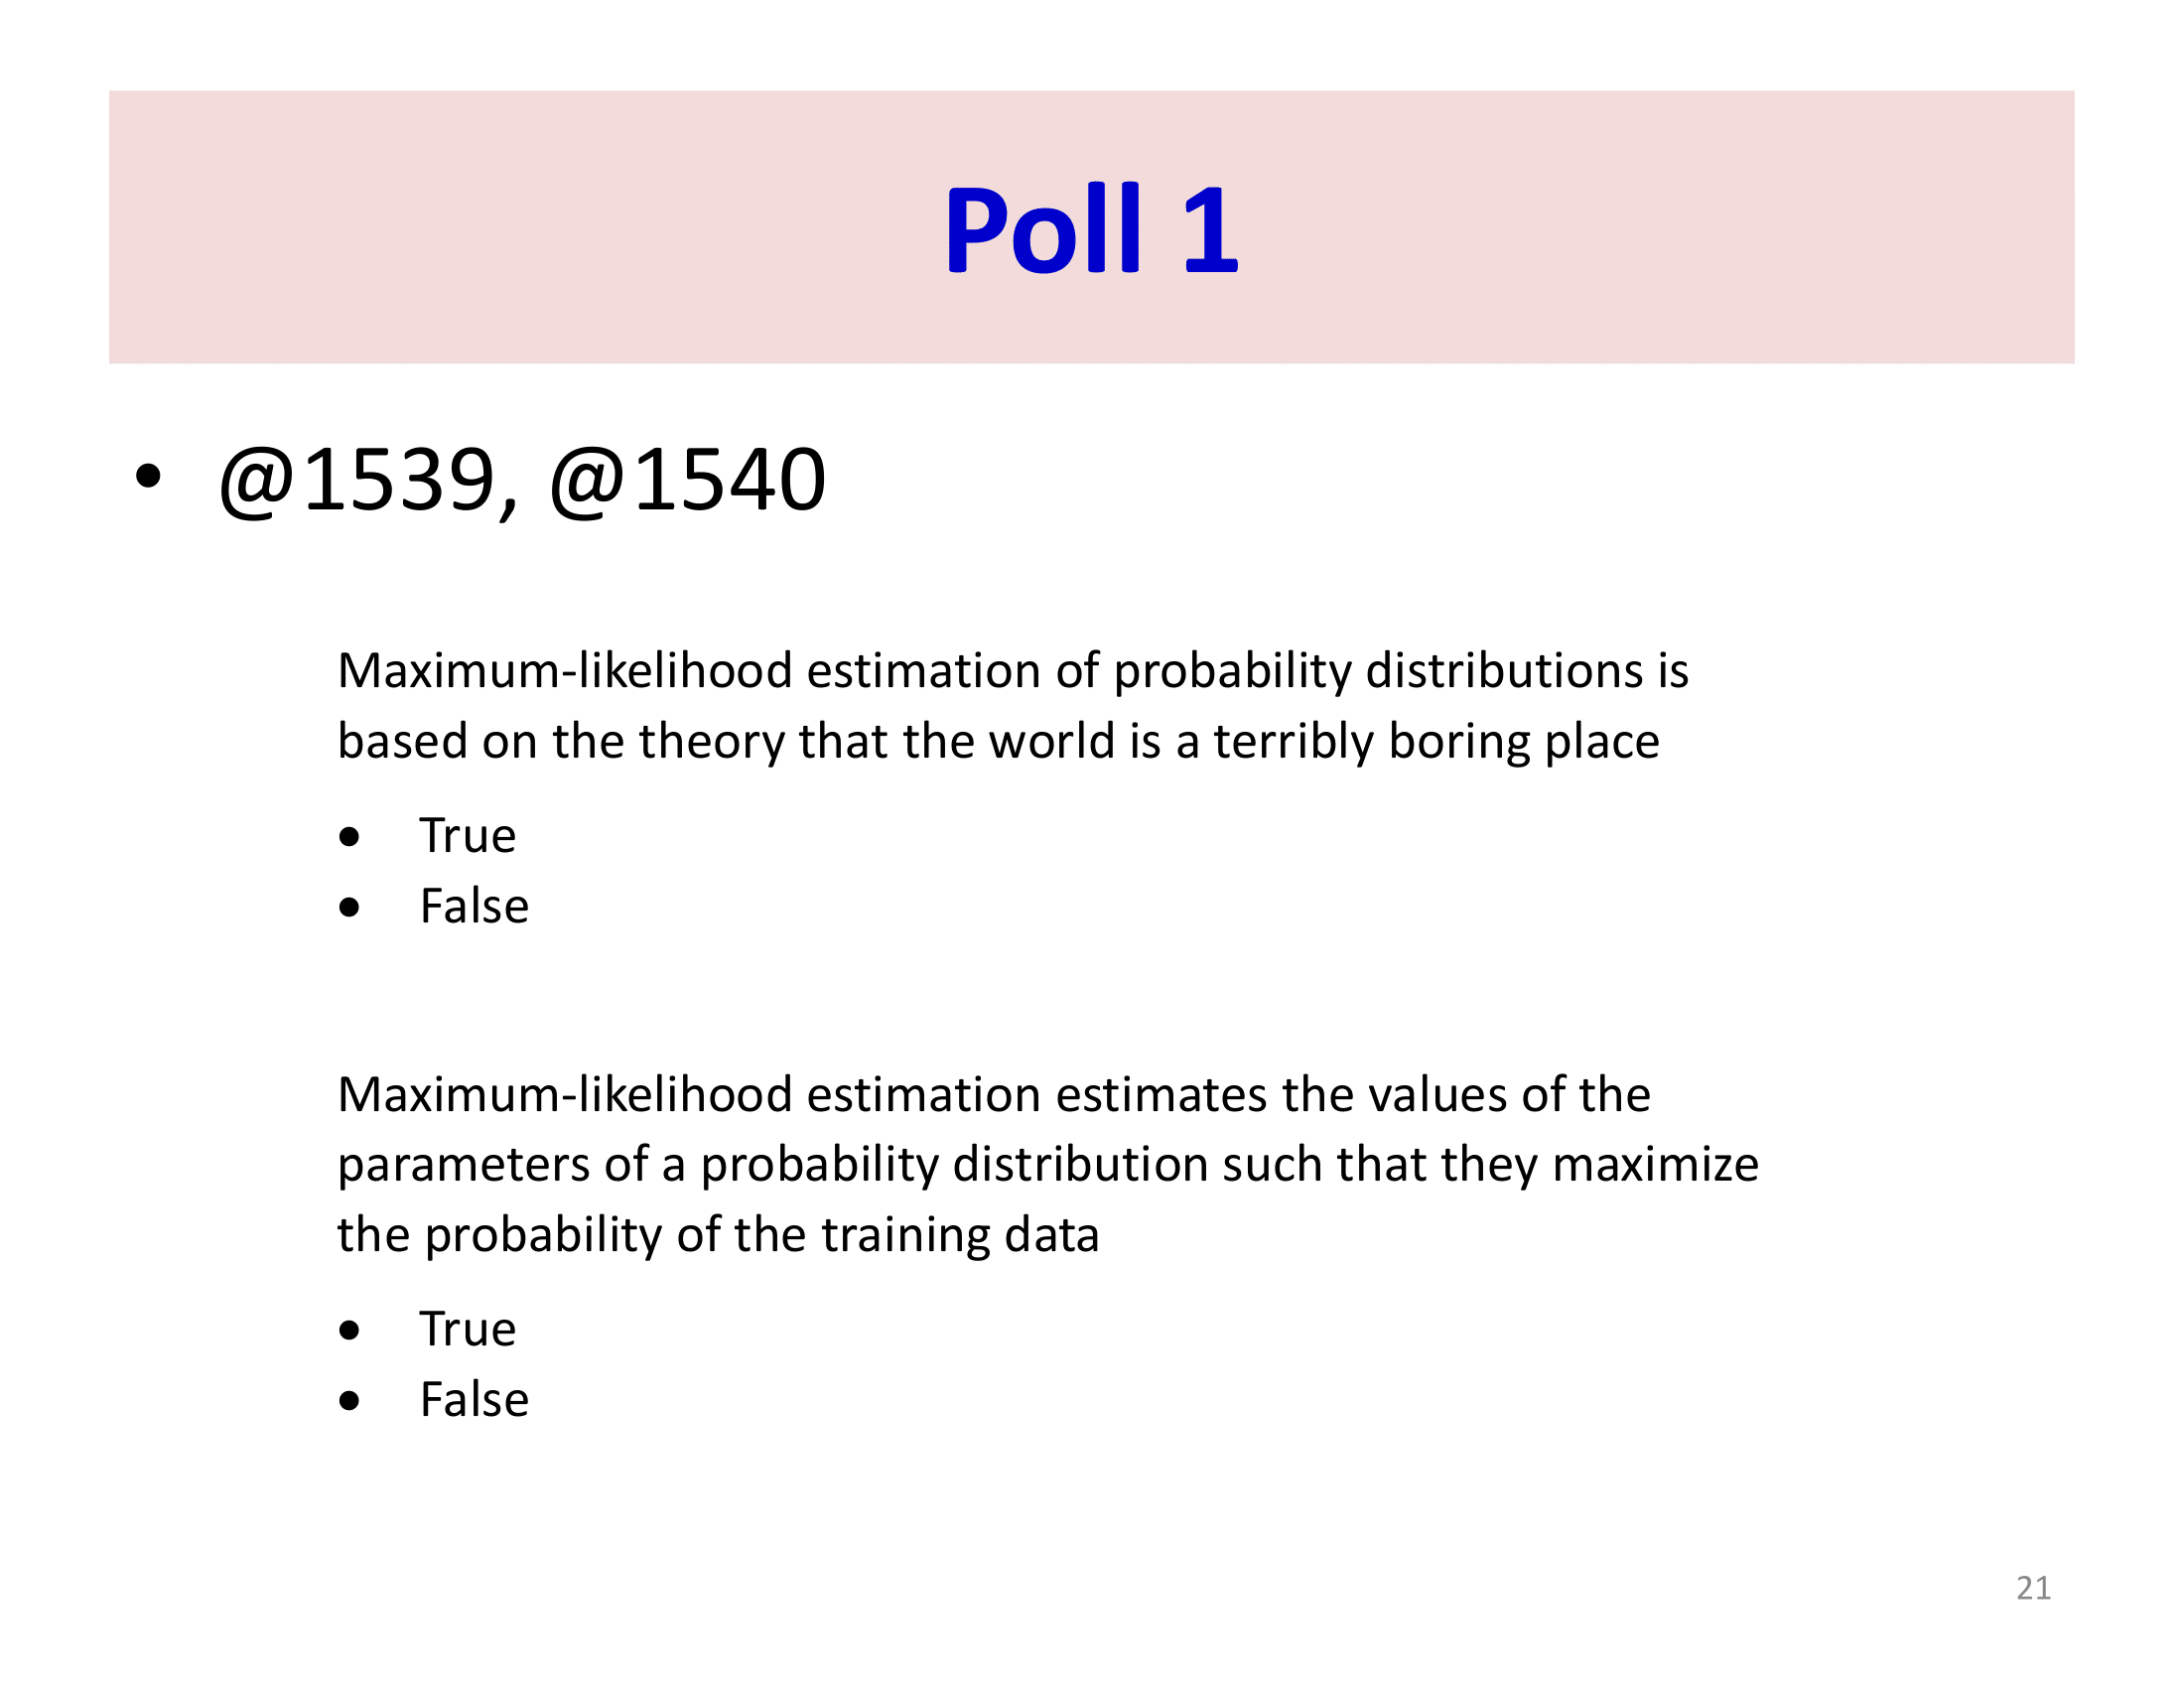 Poll 1
• @1539, @1540
Maximum-likelihood estimation of probability distributions is
based on the theory that the world is a terribly boring place
• True
• False
Maximum-likelihood estimation estimates the values of the
parameters of a probability distribution such that they maximize
the probability of the training data
• True
• False
21